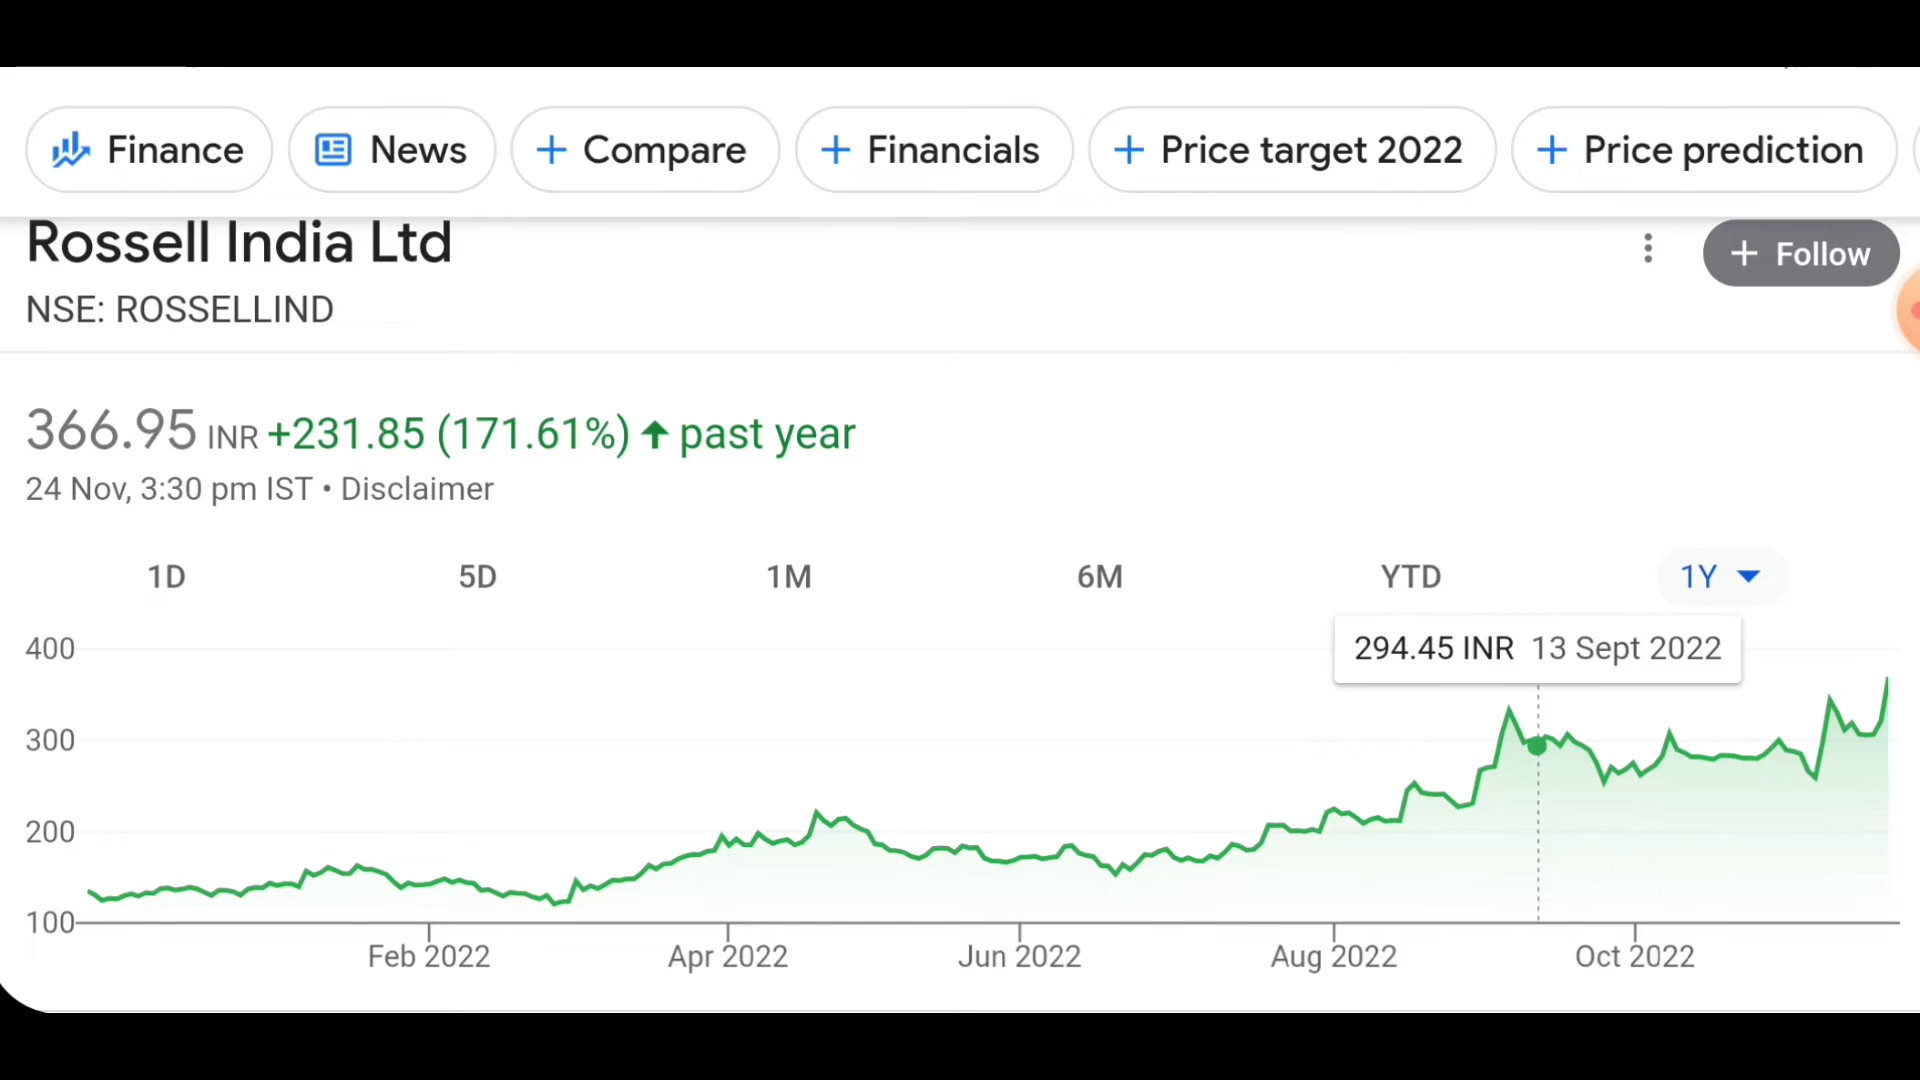 Finance News + Compare + Financials + Price target 2022 + Price prediction
Rossell India Ltd
+ Follow
NSE: ROSSELLIND
366.95 INR +231.85 (171.61%) ↑ past year
24 Nov, 3:30 pm IST • Disclaimer
1D 5D 1M 6M YTD 1Y
294.45 INR 13 Sept 2022
400
300
200
100
Feb 2022 Apr 2022 Jun 2022 Aug 2022 Oct 2022